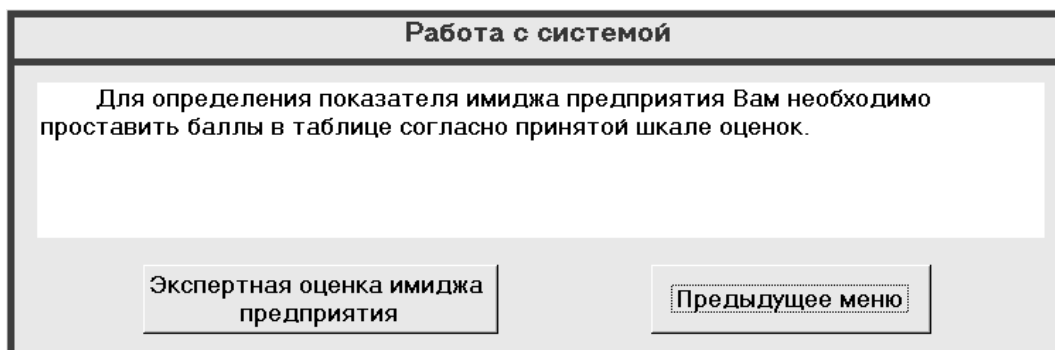 Работа с системой
Для определения показателя имиджа предприятия Вам необходимо
проставить баллы в таблице согласно принятой шкале оценок.
Экспертная оценка имиджа
предприятия
Предыдущее меню